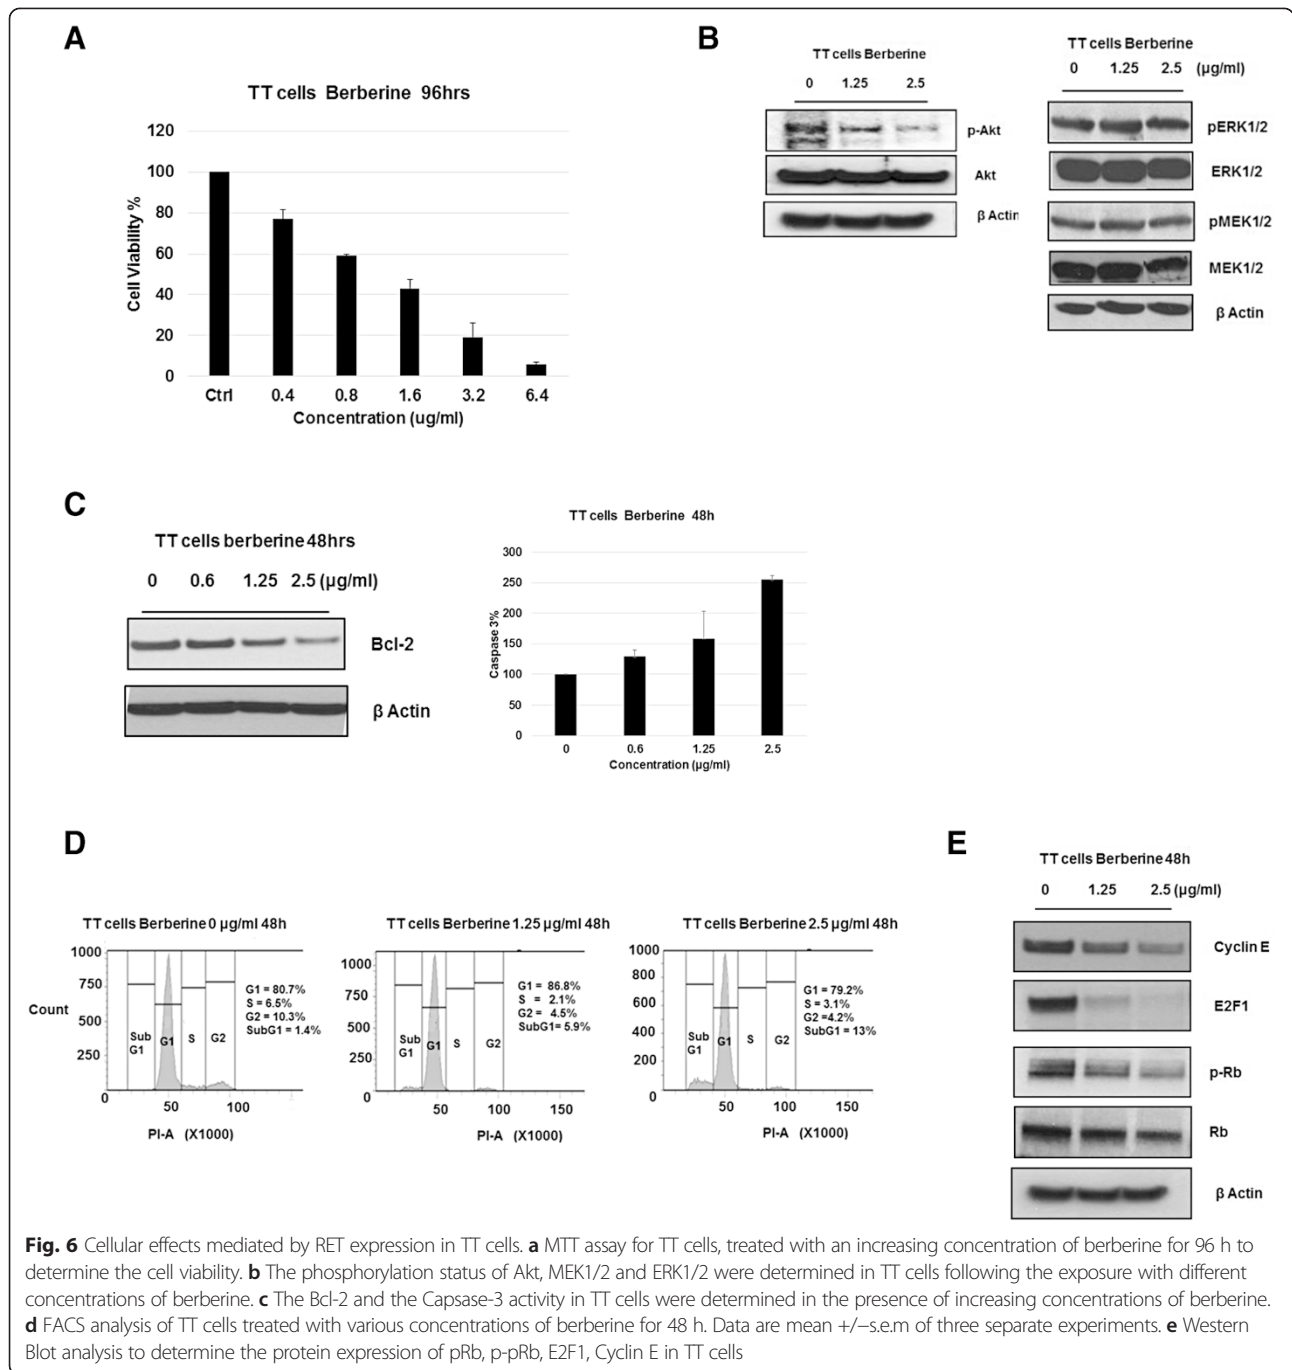 A
TT cells Berberine 96hrs
120
100
80
60
40
20
0
Cell Viability %
Ctrl 0.4 0.8 1.6 3.2 6.4
Concentration (ug/ml)
B
TT cells Berberine
0 1.25 2.5
p-Akt
Akt
β Actin
TT cells Berberine
0 1.25 2.5 (µg/ml)
pERK1/2
ERK1/2
pMEK1/2
MEK1/2
β Actin
C
TT cells berberine 48hrs
0 0.6 1.25 2.5 (µg/ml)
Bcl-2
β Actin
TT cells Berberine 48h
300
250
200
150
100
50
0
Caspase 3%
0 0.6 1.25 2.5
Concentration (µg/ml)
D
TT cells Berberine 0 µg/ml 48h
1000
750
500
250
0
Count
Sub G1 G1 S G2
G1 = 80.7%
S = 6.5%
G2 = 10.3%
SubG1 = 1.4%
50 100
PI-A (X1000)
TT cells Berberine 1.25 µg/ml 48h
1000
750
500
250
0
Sub G1 G1 S G2
G1 = 86.8%
S = 2.1%
G2 = 4.5%
SubG1= 5.9%
50 100 150
PI-A (X1000)
TT cells Berberine 2.5 µg/ml 48h
1000
800
600
400
200
0
Sub G1 G1 S G2
G1 = 79.2%
S = 3.1%
G2 =4.2%
SubG1 = 13%
50 100 150
PI-A (X1000)
E
TT cells Berberine 48h
0 1.25 2.5 (µg/ml)
Cyclin E
E2F1
p-Rb
Rb
β Actin
Fig. 6 Cellular effects mediated by RET expression in TT cells. a MTT assay for TT cells, treated with an increasing concentration of berberine for 96 h to
determine the cell viability. b The phosphorylation status of Akt, MEK1/2 and ERK1/2 were determined in TT cells following the exposure with different
concentrations of berberine. c The Bcl-2 and the Capsase-3 activity in TT cells were determined in the presence of increasing concentrations of berberine.
d FACS analysis of TT cells treated with various concentrations of berberine for 48 h. Data are mean +/−s.e.m of three separate experiments. e Western
Blot analysis to determine the protein expression of pRb, p-pRb, E2F1, Cyclin E in TT cells